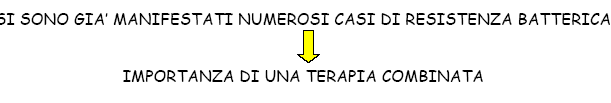 SI SONO GIA' MANIFESTATI NUMEROSI CASI DI RESISTENZA BATTERICA
IMPORTANZA DI UNA TERAPIA COMBINATA